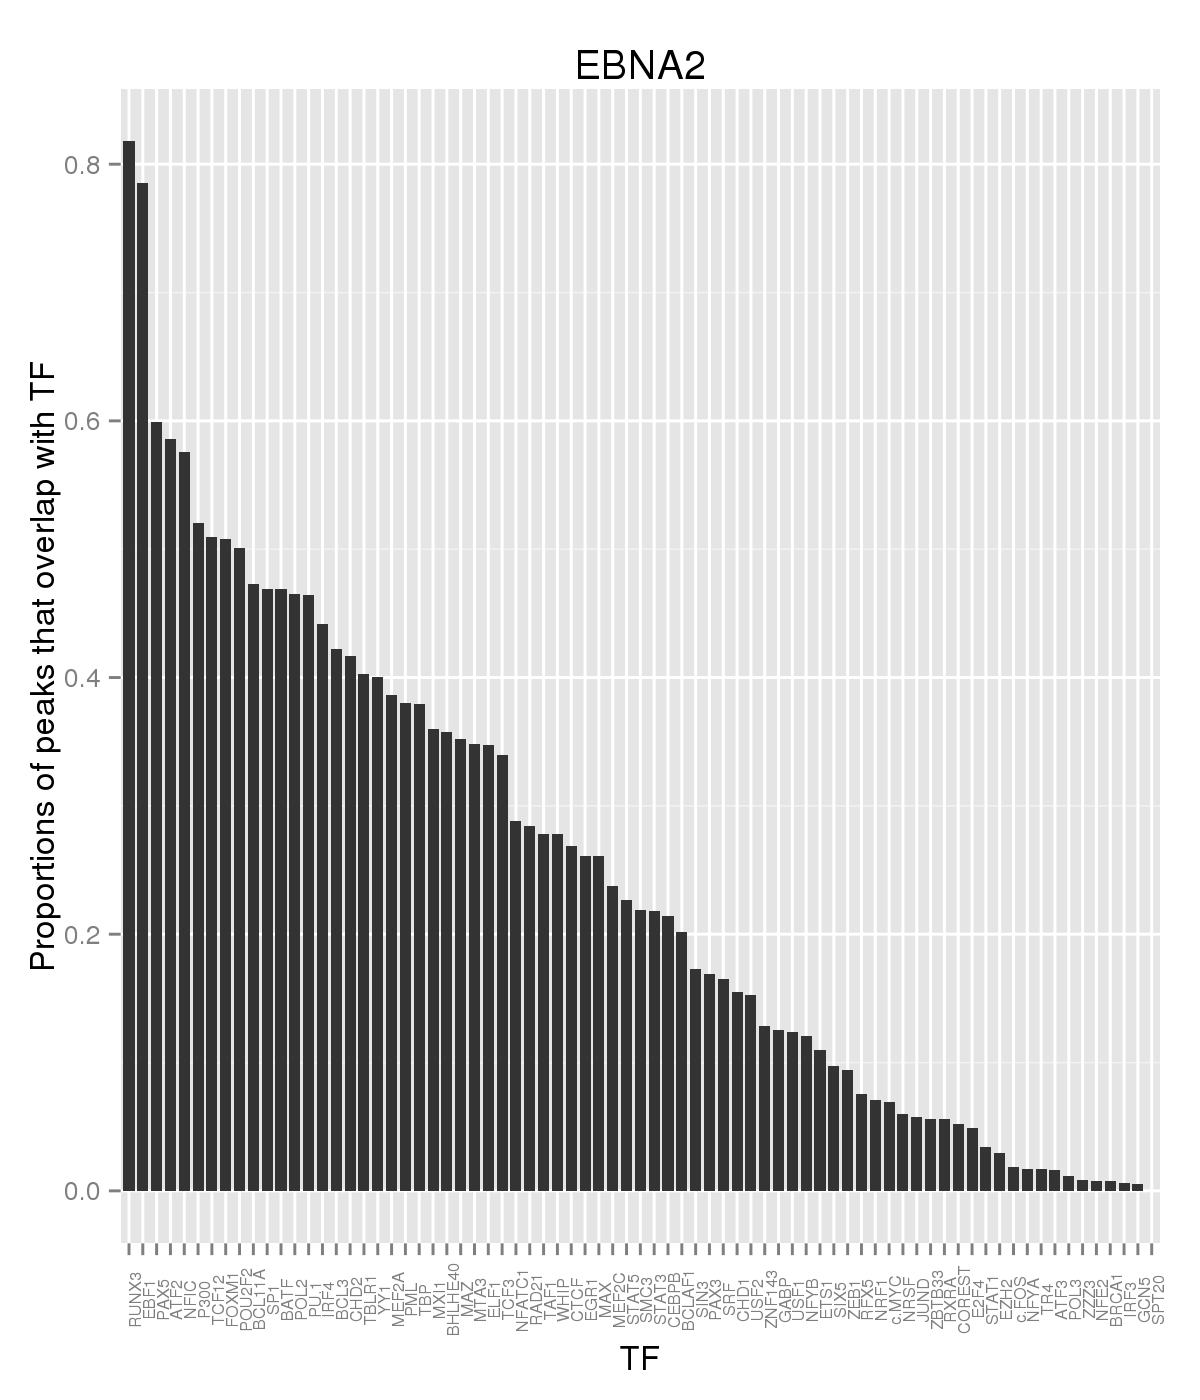 EBNA2
Proportions of peaks that overlap with TF
0.8
0.6
0.4
0.2
0.0
RUNX3
EBF1
PAX5
ATF2
NFIC
P300
TCF12
FOXM1
POU2F2
BCL11A
SP1
BATF
POL2
PU.1
IRF4
BCL3
CHD2
TBLR1
YY1
MEF2A
PML
TBP
MXI1
BHLHE40
MAZ
MTA3
ELF1
TCF3
NFATC1
RAD21
TAF1
WHIP
CTCF
EGR1
MAX
MEF2C
STAT5
SMC3
STAT3
CEBPB
BCLAF1
SIN3
PAX3
SRF
CHD1
USF2
ZNF143
GABP
USF1
NFYB
ETS1
SIX5
ZEB1
RFX5
NRF1
c.MYC
NRSF
JUND
ZBTB33
RXRA
COREST
E2F4
STAT1
EZH2
c.FOS
NFYA
TR4
ATF3
POL3
ZZZ3
NFE2
BRCA1
IRF3
GCN5
SPT20
TF